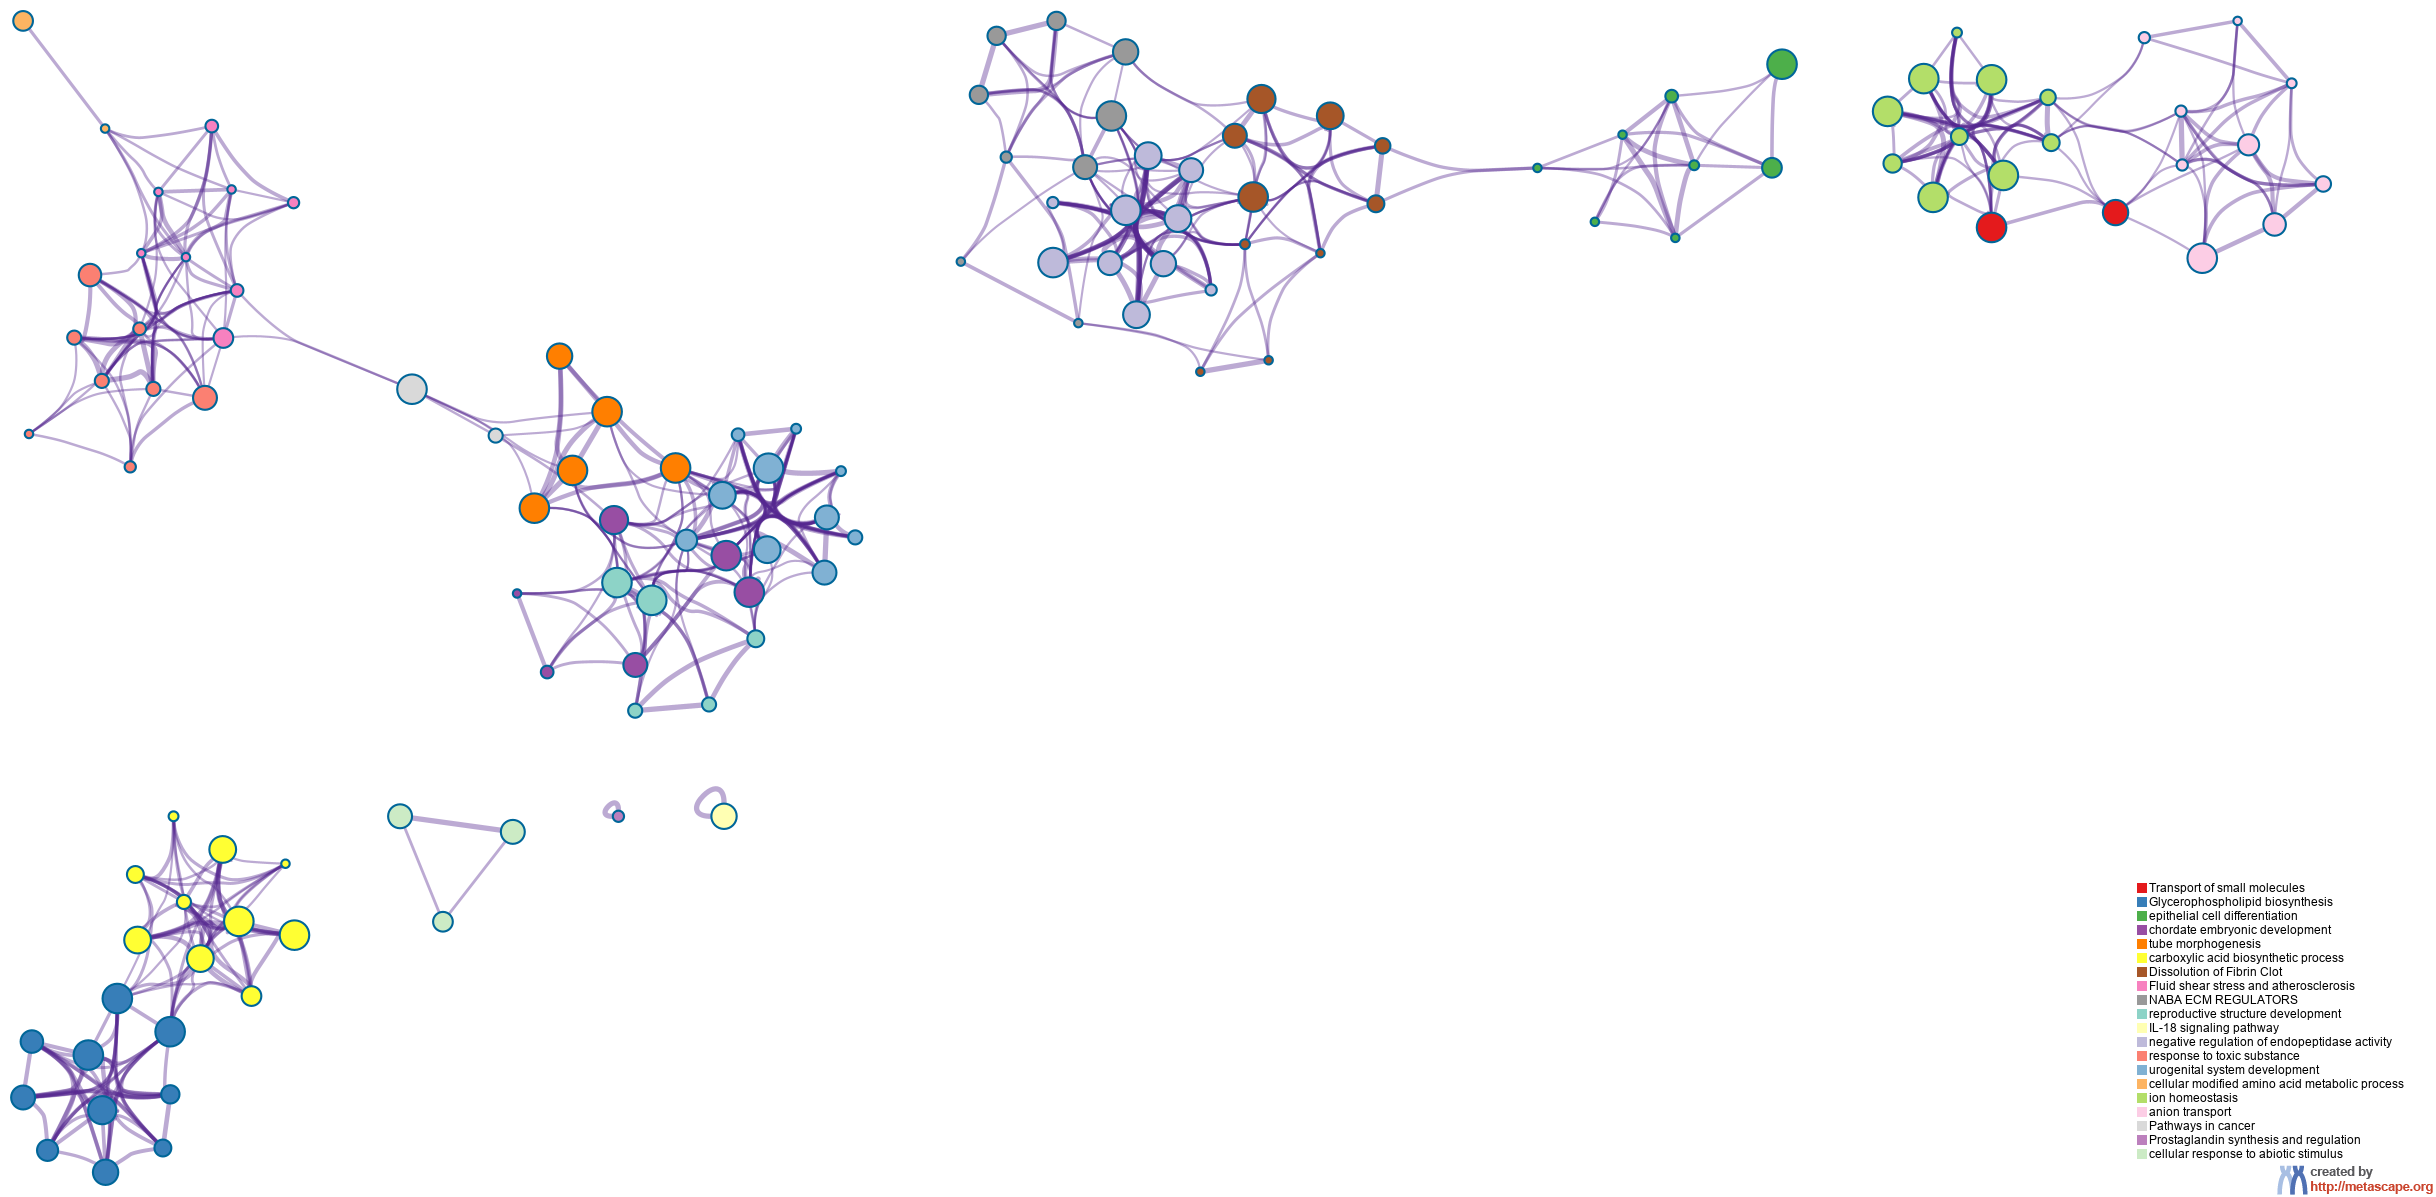 Transport of small molecules
Glycerophospholipid biosynthesis
epithelial cell differentiation
chordate embryonic development
tube morphogenesis
carboxylic acid biosynthetic process
Dissolution of Fibrin Clot
Fluid shear stress and atherosclerosis
NABA ECM REGULATORS
reproductive structure development
IL-18 signaling pathway
negative regulation of endopeptidase activity
response to toxic substance
urogenital system development
cellular modified amino acid metabolic process
ion homeostasis
anion transport
Pathways in cancer
Prostaglandin synthesis and regulation
cellular response to abiotic stimulus
created by
http://metascape.org